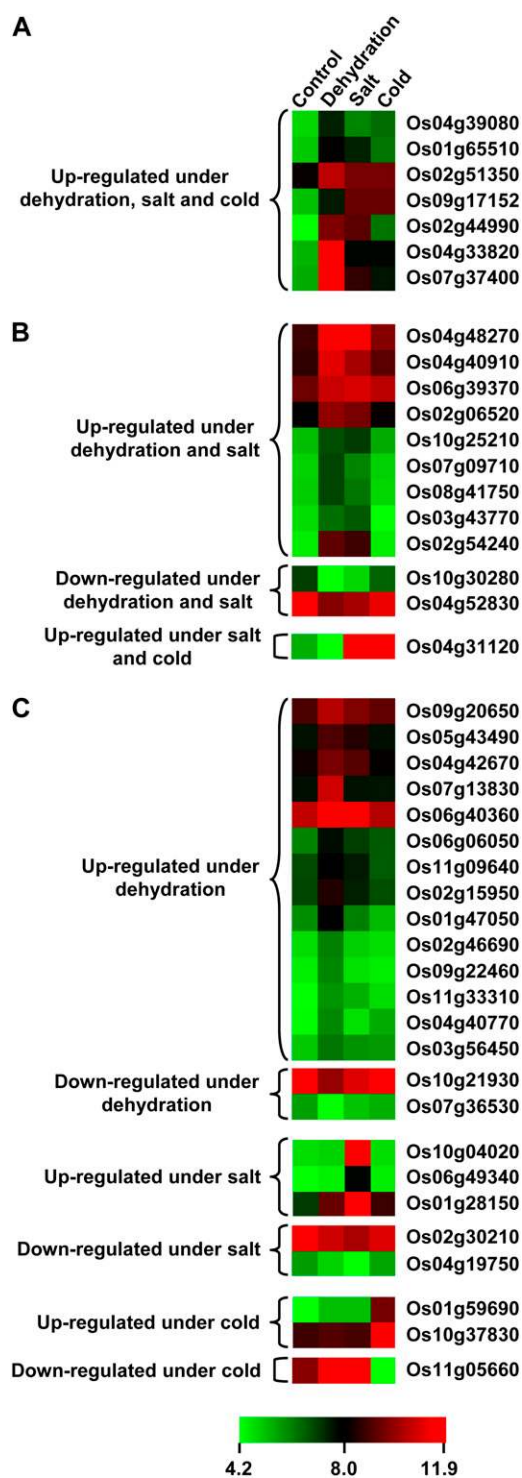 A
Control
Dehydration
Salt
Cold
Up-regulated under
dehydration, salt and cold
Os04g39080
Os01g65510
Os02g51350
Os09g17152
Os02g44990
Os04g33820
Os07g37400
B
Up-regulated under
dehydration and salt
Os04g48270
Os04g40910
Os06g39370
Os02g06520
Os10g25210
Os07g09710
Os08g41750
Os03g43770
Os02g54240
Down-regulated under
dehydration and salt
Os10g30280
Os04g52830
Up-regulated under salt
and cold
Os04g31120
C
Up-regulated under
dehydration
Os09g20650
Os05g43490
Os04g42670
Os07g13830
Os06g40360
Os06g06050
Os11g09640
Os02g15950
Os01g47050
Os02g46690
Os09g22460
Os11g33310
Os04g40770
Os03g56450
Down-regulated under
dehydration
Os10g21930
Os07g36530
Up-regulated under salt
Os10g04020
Os06g49340
Os01g28150
Down-regulated under salt
Os02g30210
Os04g19750
Up-regulated under cold
Os01g59690
Os10g37830
Down-regulated under cold
Os11g05660
4.2 8.0 11.9